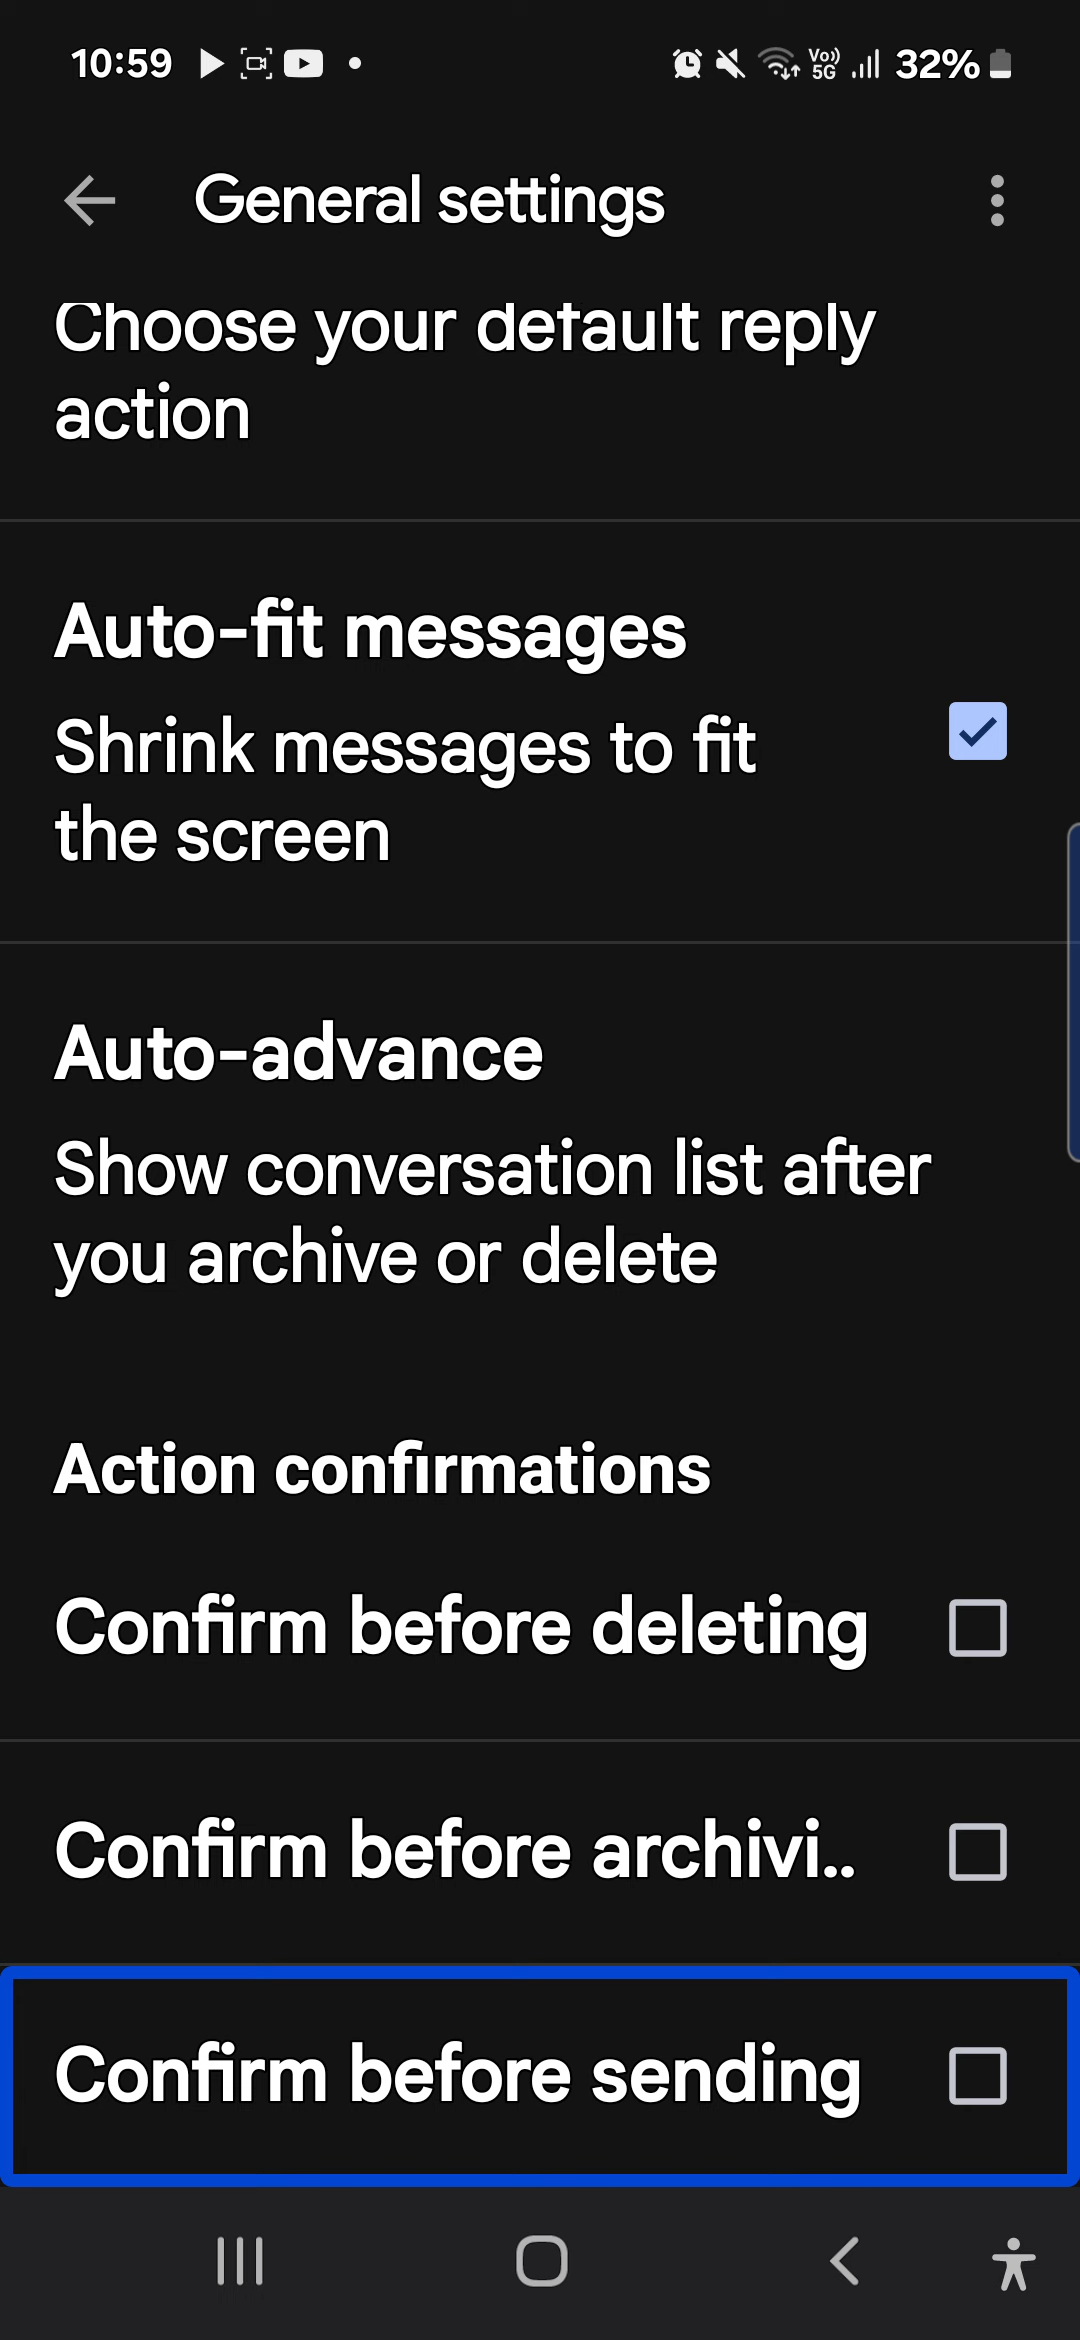 10:59
Vo)) 5G
32%
General settings
Choose your default reply
action
Auto-fit messages
Shrink messages to fit
the screen
Auto-advance
Show conversation list after
you archive or delete
Action confirmations
Confirm before deleting
Confirm before archivi..
Confirm before sending